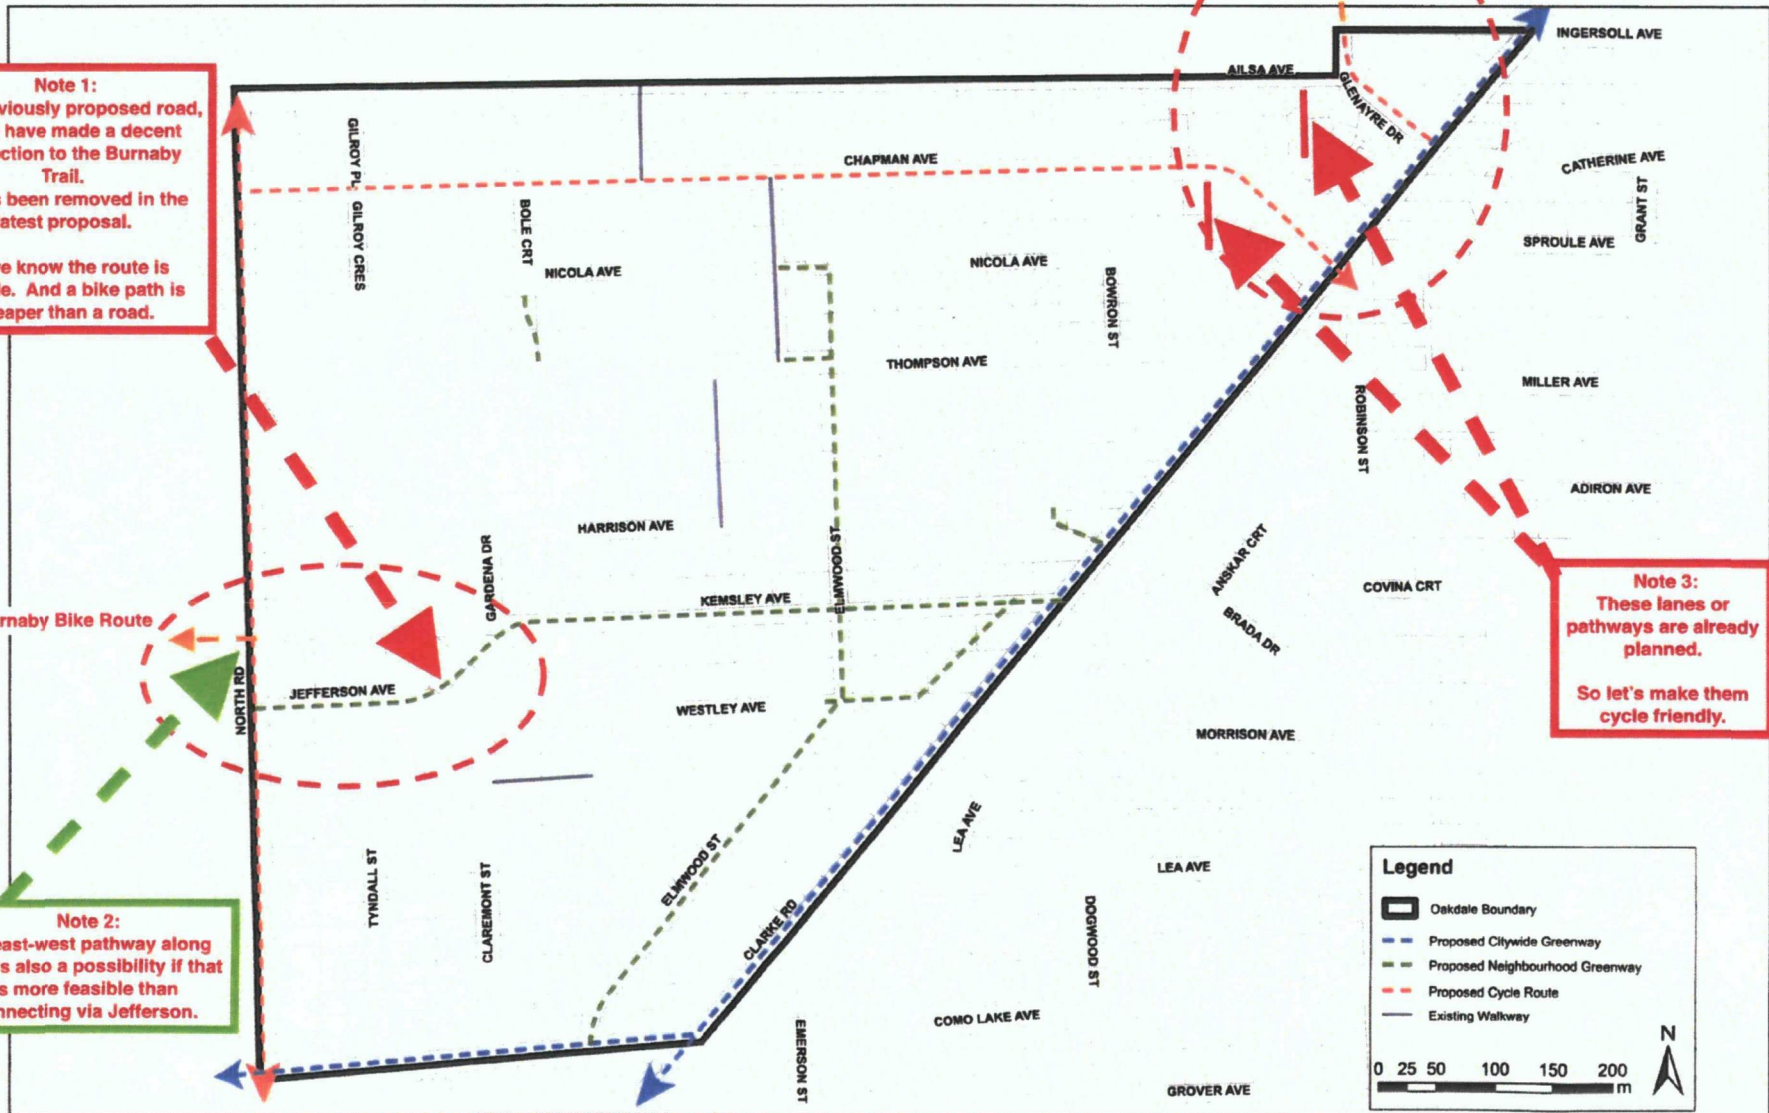 INGERSOLL AVE
AILSA AVE
GLENAYRE DR
Note 1:
viously proposed road,
have made a decent
ction to the Burnaby
Trail.
s been removed in the
atest proposal.
e know the route is
le. And a bike path is
eaper than a road.
GILROY PL
CHAPMAN AVE
CATHERINE AVE
GRANT ST
GILROY CRES
BOLE CRT
NICOLA AVE
NICOLA AVE
SPROULE AVE
BOWRON ST
THOMPSON AVE
MILLER AVE
ROBINSON ST
ADIRON AVE
HARRISON AVE
GARDENA DR
ELMWOOD ST
ANSKAR CRT
COVINA CRT
KEMSLEY AVE
BRADA DR
rnaby Bike Route
NORTH RD
JEFFERSON AVE
WESTLEY AVE
MORRISON AVE
Note 3:
These lanes or
pathways are already
planned.
So let's make them
cycle friendly.
LEA AVE
LEA AVE
TYNDALL ST
CLAREMONT ST
ELMWOOD ST
CLARKE RD
DOGWOOD ST
Note 2:
east-west pathway along
s also a possibility if that
s more feasible than
nnecting via Jefferson.
EMERSON ST
COMO LAKE AVE
GROVER AVE
Legend
Oakdale Boundary
Proposed Citywide Greenway
Proposed Neighbourhood Greenway
Proposed Cycle Route
Existing Walkway
N
0 25 50 100 150 200
m